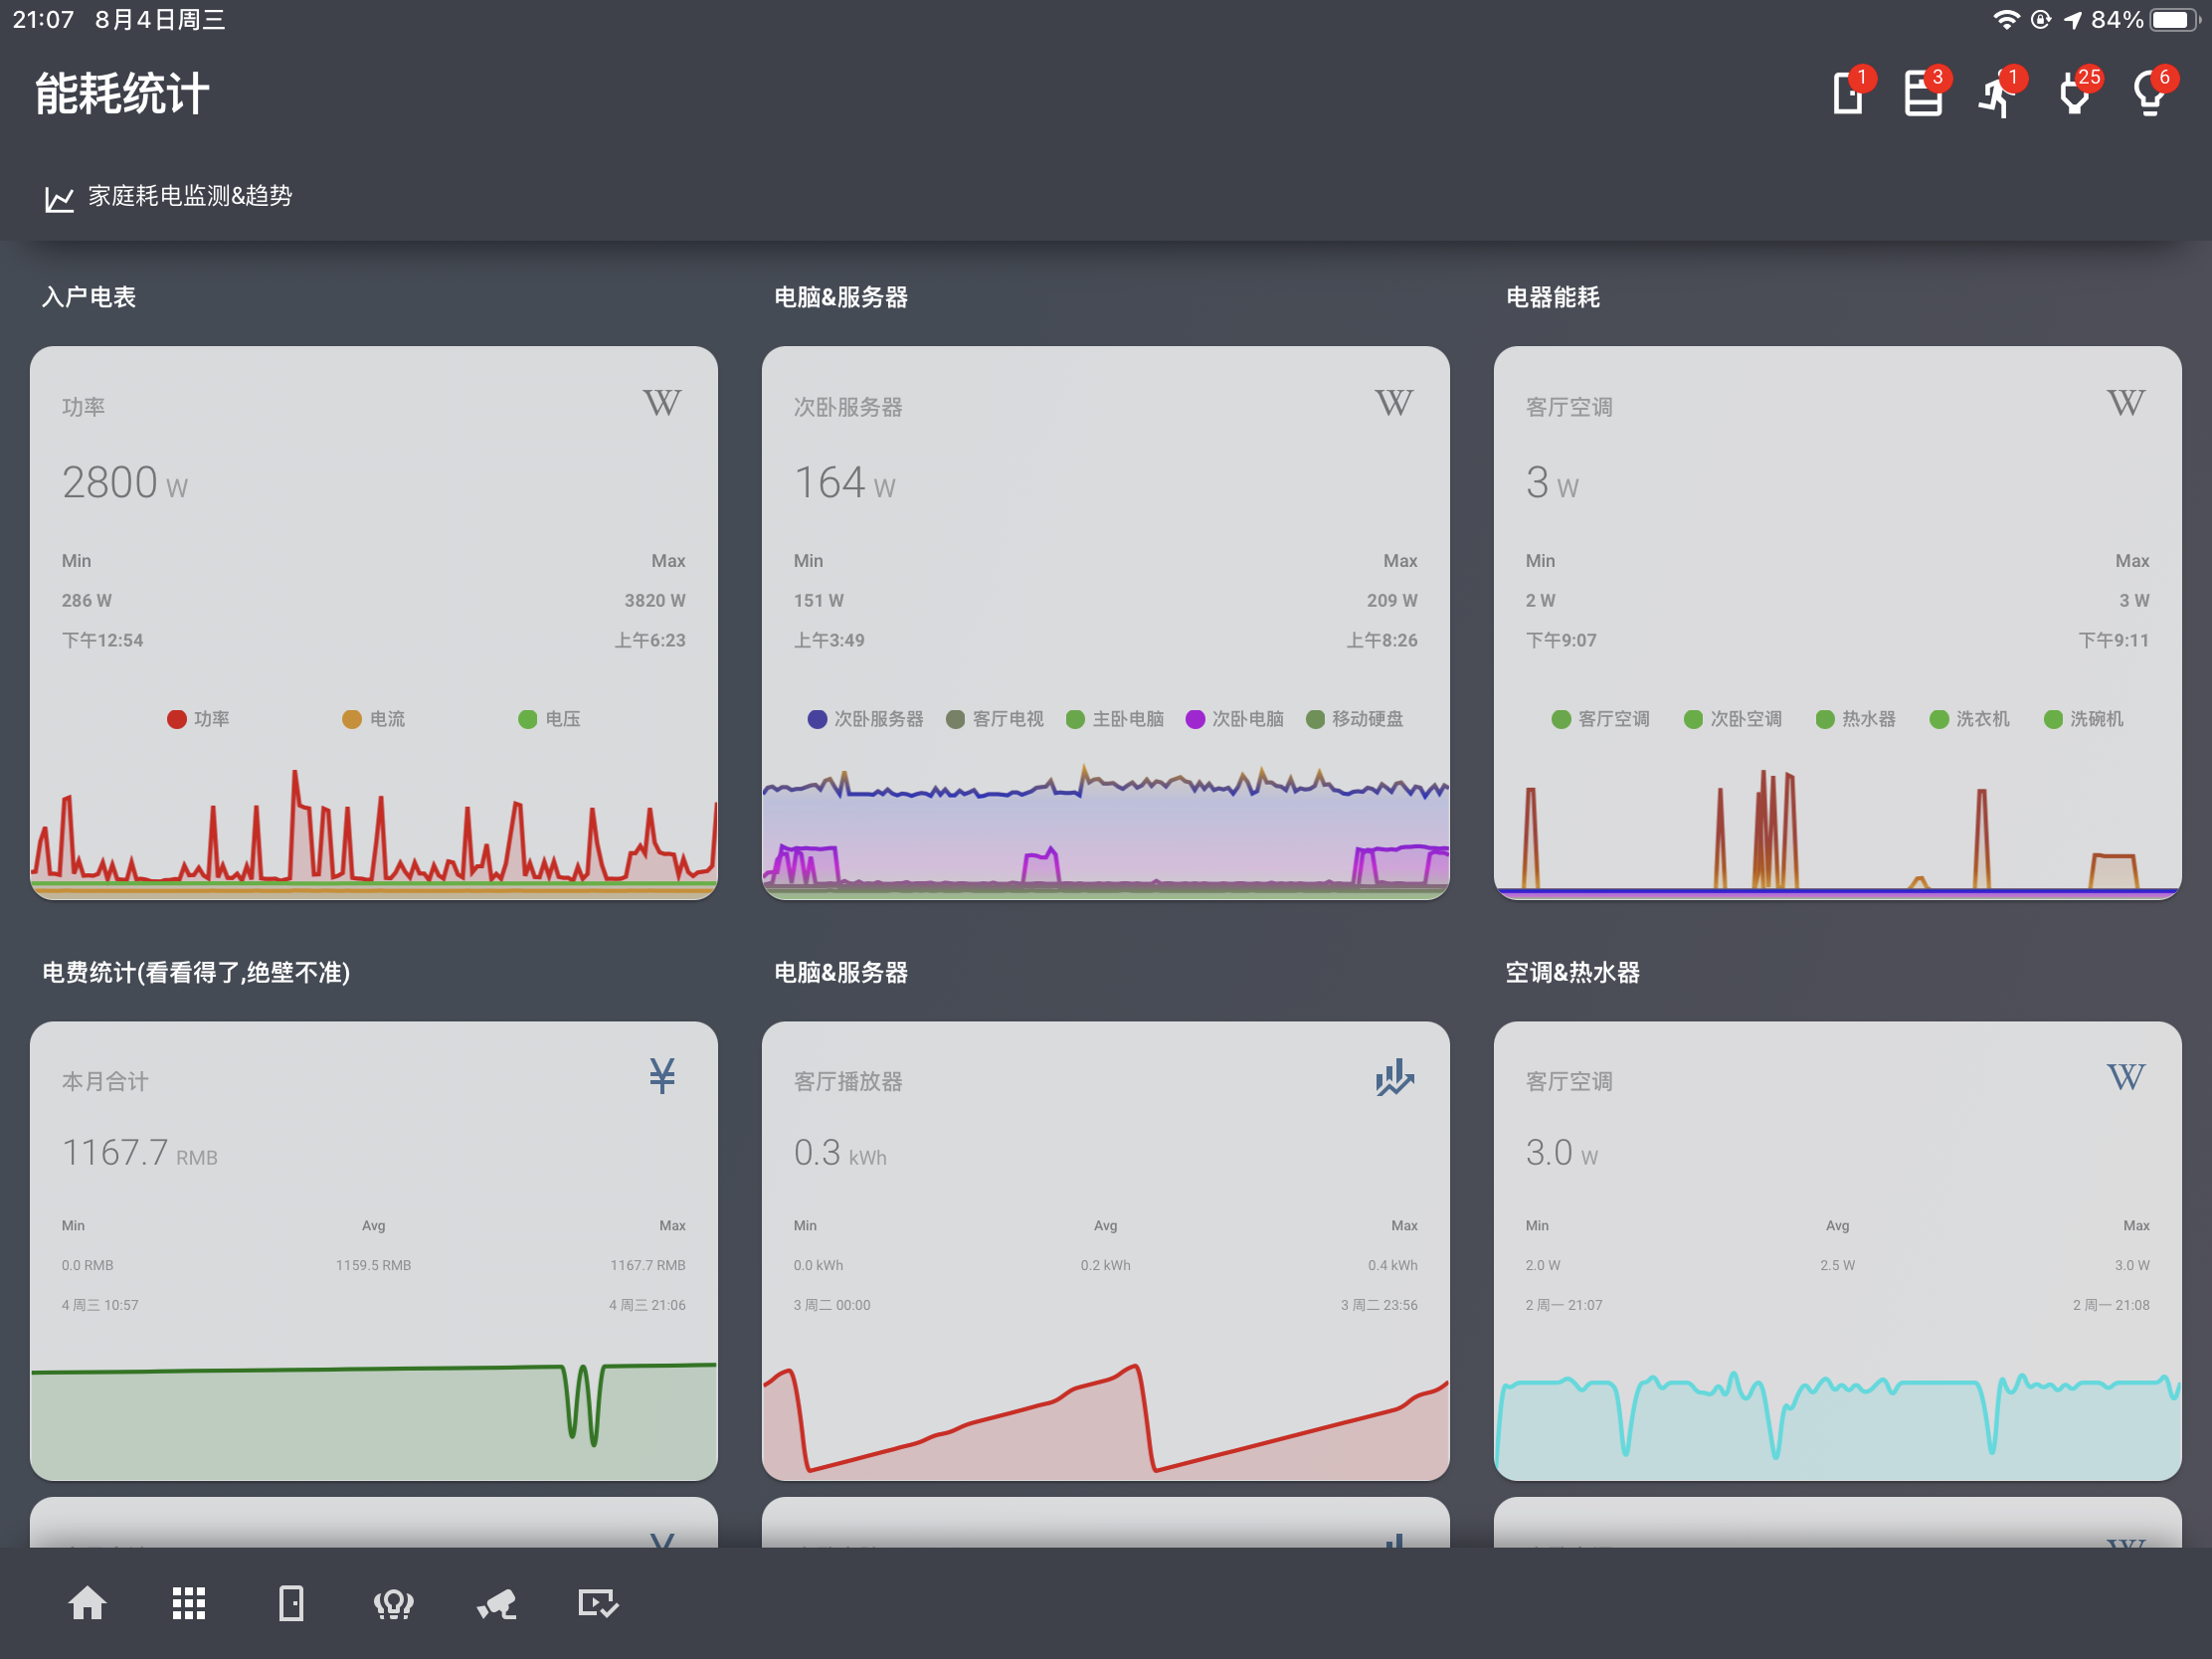 21:07 8月4日周三
84%
能耗统计
1
3
1
25
6
家庭耗电监测&趋势
入户电表
功率
W
2800 W
Min Max
286 W 3820 W
下午12:54 上午6:23
功率 电流 电压
电脑&服务器
次卧服务器
W
164 W
Min Max
151 W 209 W
上午3:49 上午8:26
次卧服务器 客厅电视 主卧电脑 次卧电脑 移动硬盘
电器能耗
客厅空调
W
3 W
Min Max
2 W 3 W
下午9:07 下午9:11
客厅空调 次卧空调 热水器 洗衣机 洗碗机
电费统计(看看得了,绝壁不准)
本月合计
¥
1167.7 RMB
Min Avg Max
0.0 RMB 1159.5 RMB 1167.7 RMB
4 周三 10:57 4 周三 21:06
电脑&服务器
客厅播放器
0.3 kWh
Min Avg Max
0.0 kWh 0.2 kWh 0.4 kWh
3 周二 00:00 3 周二 23:56
空调&热水器
客厅空调
W
3.0 W
Min Avg Max
2.0 W 2.5 W 3.0 W
2 周一 21:07 2 周一 21:08